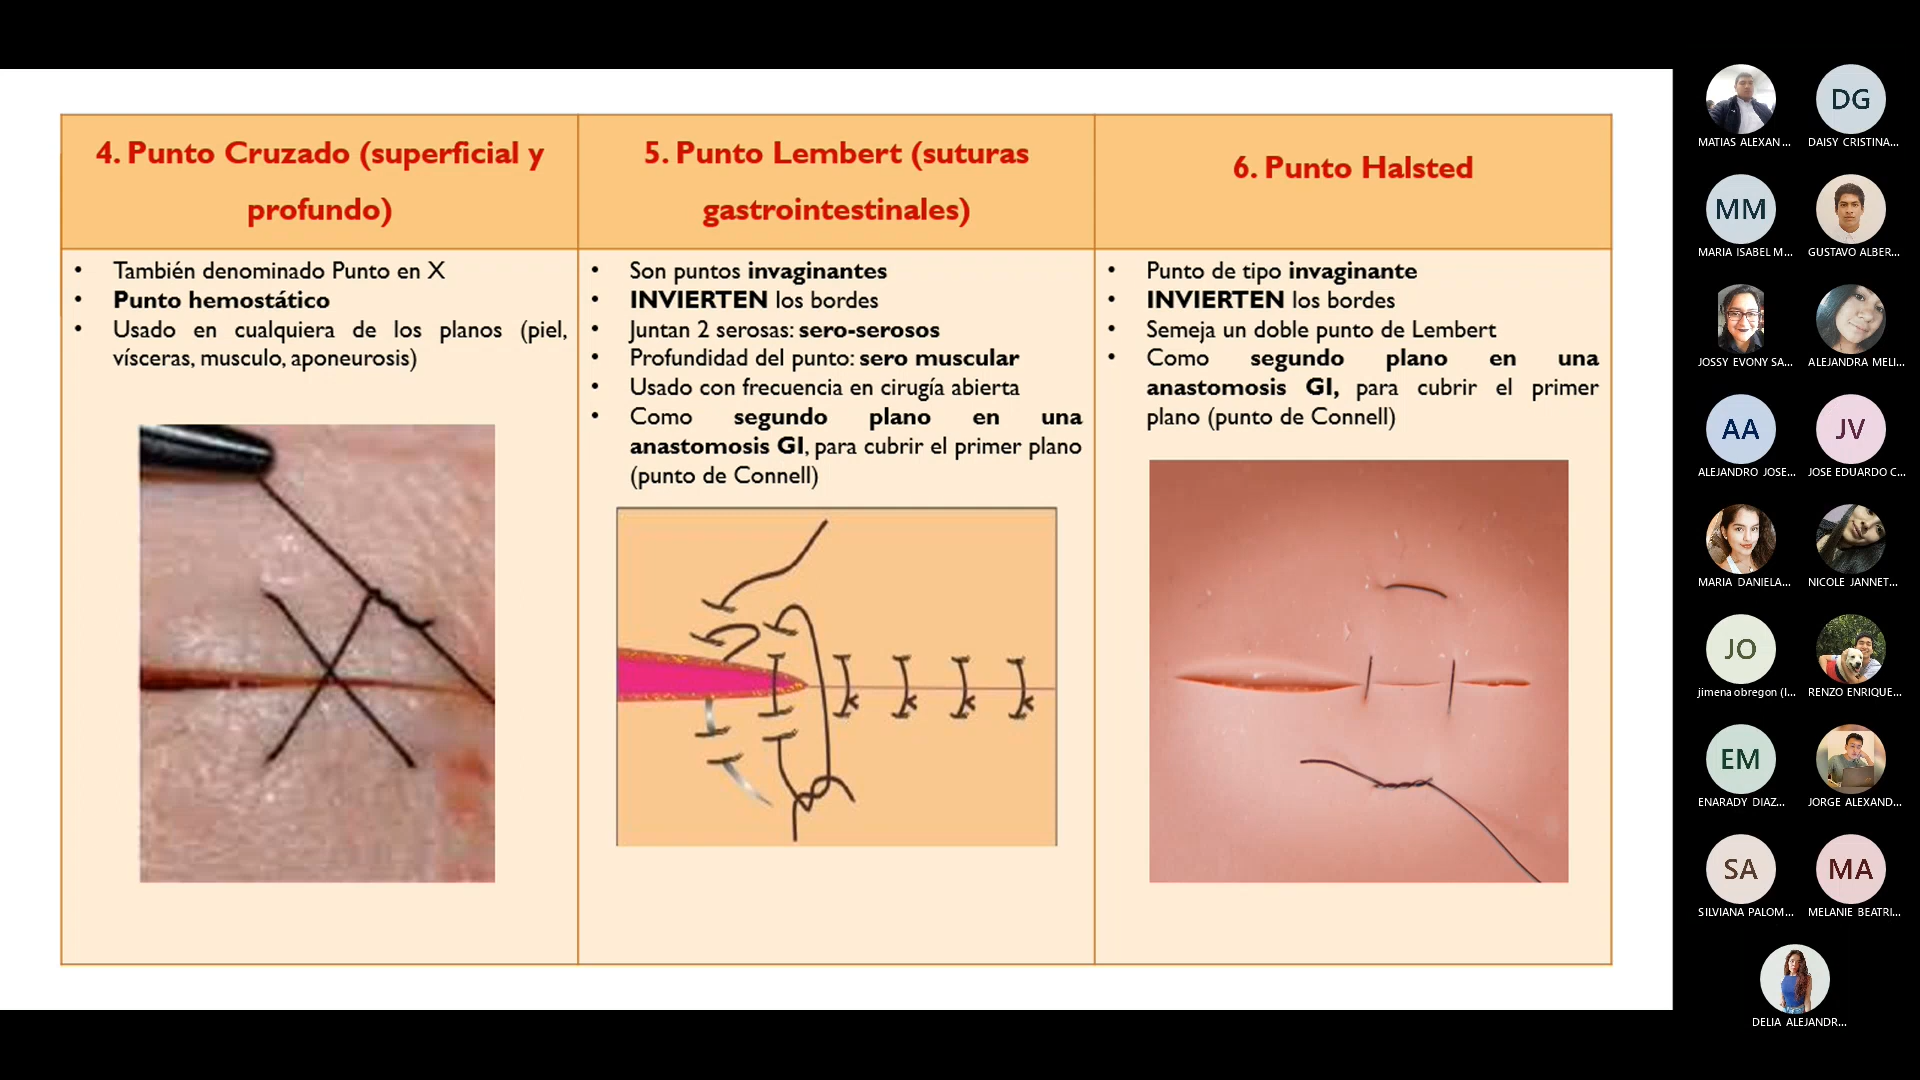 4. Punto Cruzado (superficial y
profundo)
• También denominado Punto en X
• Punto hemostático
• Usado en cualquiera de los planos (piel,
vísceras, musculo, aponeurosis)
5. Punto Lembert (suturas
gastrointestinales)
• Son puntos invaginantes
• INVIERTEN los bordes
• Juntan 2 serosas: sero-serosos
• Profundidad del punto: sero muscular
• Usado con frecuencia en cirugía abierta
• Como segundo plano en una
anastomosis GI, para cubrir el primer plano
(punto de Connell)
6. Punto Halsted
• Punto de tipo invaginante
• INVIERTEN los bordes
• Semeja un doble punto de Lembert
• Como segundo plano en una
anastomosis GI, para cubrir el primer
plano (punto de Connell)
MATIAS ALEXAN...
DG
DAISY CRISTINA...
MM
MARIA ISABEL M...
GUSTAVO ALBER...
JOSSY EVONY SA...
ALEJANDRA MELI...
AA
ALEJANDRO JOSE...
JV
JOSE EDUARDO C...
MARIA DANIELA...
NICOLE JANNET...
JO
jimena obregon (I...
RENZO ENRIQUE...
EM
ENARADY DIAZ...
JORGE ALEXAND...
SA
SILVIANA PALOM...
MA
MELANIE BEATRI...
DELIA ALEJANDR...